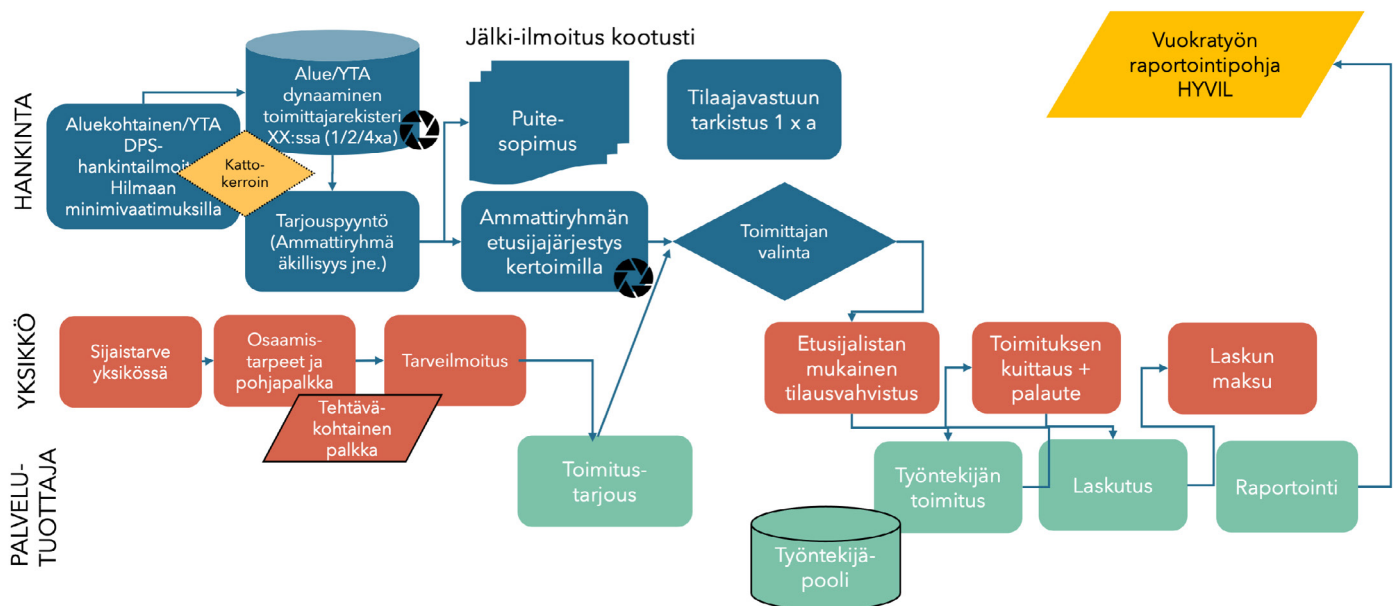 HANKINTA
Aluekohtainen/YTA
DPS-
hankintailmoi
Hilmaan
minimivaatimuksilla
Katto-
kerroin
Alue/YTA
dynaaminen
toimittajarekisteri
XX:ssa (1/2/4xa)
Tarjouspyyntö
(Ammattiryhmä
äkillisyys jne.)
Jälki-ilmoitus kootusti
Puite-
sopimus
Ammattiryhmän
etusijajärjestys
kertoimilla
Tilaajavastuun
tarkistus 1 x a
Toimittajan
valinta
Vuokratyön
raportointipohja
HYVIL
YKSIKKÖ
Sijaistarve
yksikössä
Osaamis-
tarpeet ja
pohjapalkka
Tehtävä-
kohtainen
palkka
Tarveilmoitus
Etusijalistan
mukainen
tilausvahvistus
Toimituksen
kuittaus +
palaute
Laskun
maksu
PALVELU-
TUOTTAJA
Toimitus-
tarjous
Työntekijä-
pooli
Työntekijän
toimitus
Laskutus
Raportointi